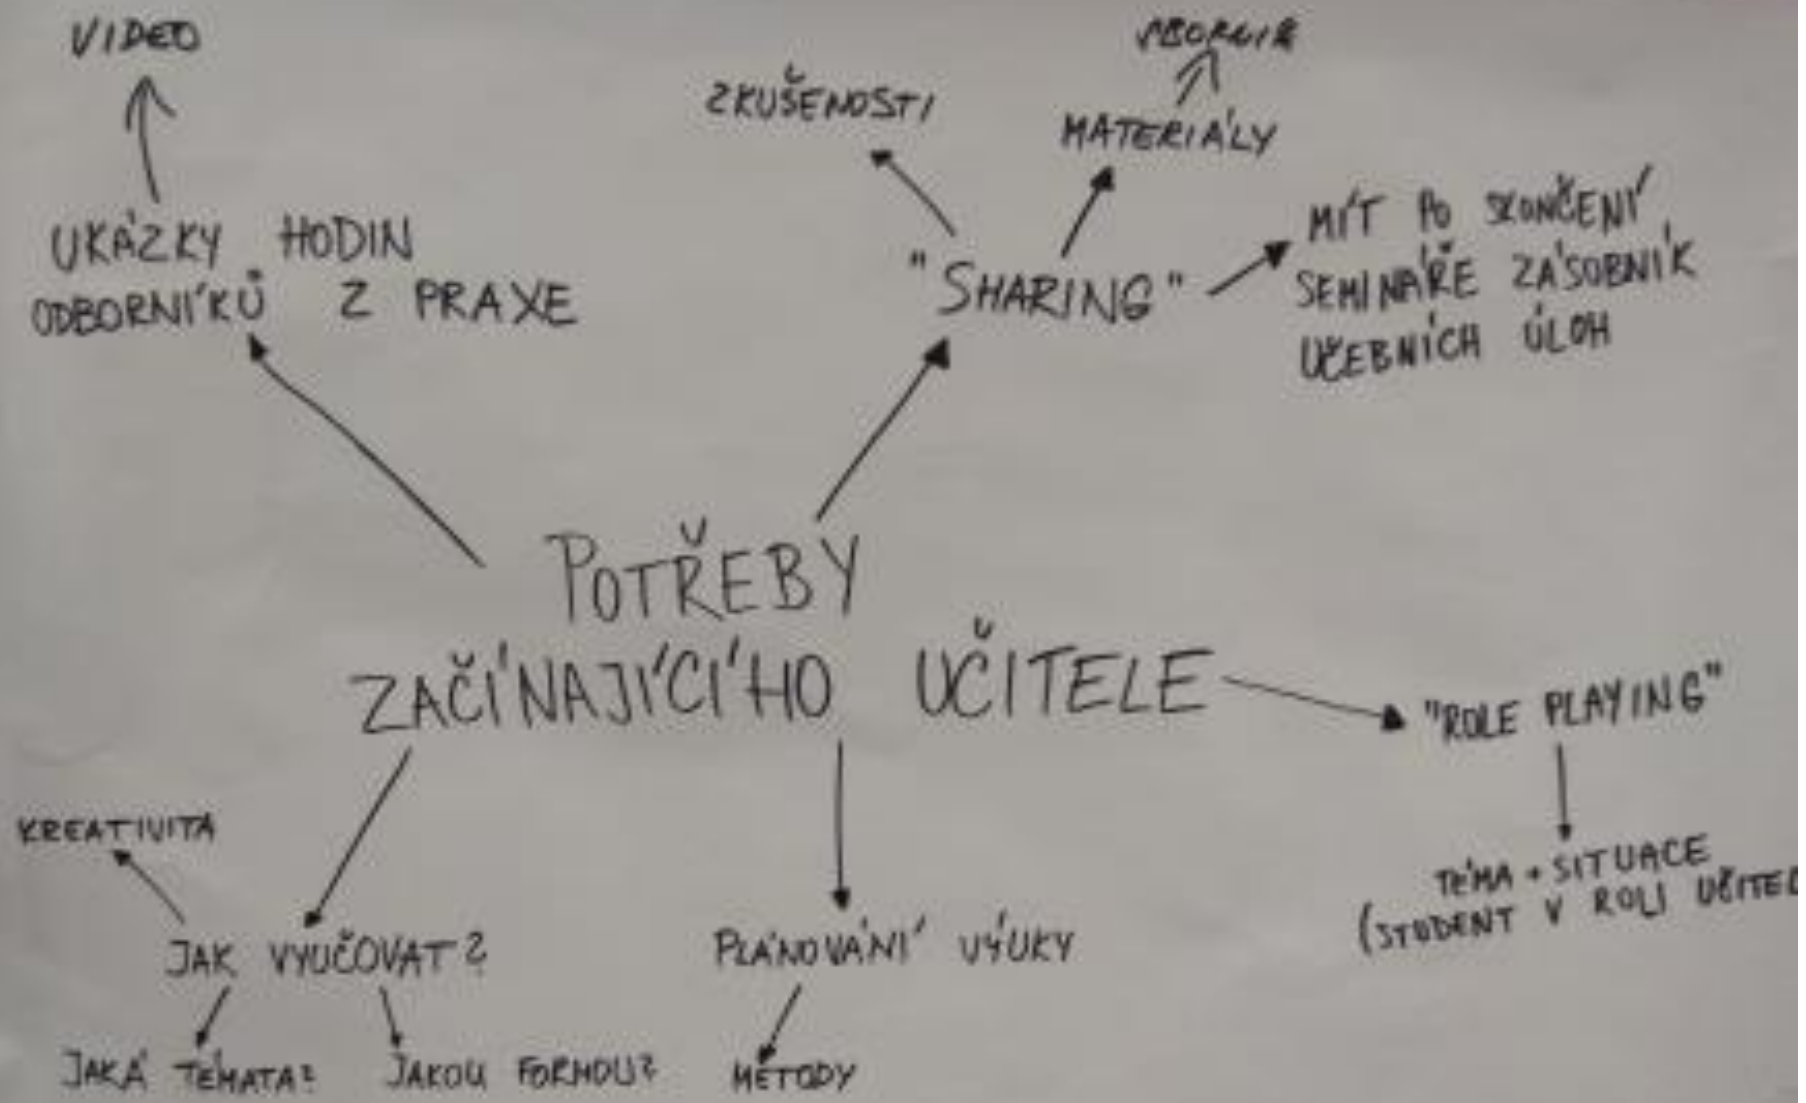 VIDEO
SBORNÍK
ZKUŠENOSTI
MATERIÁLY
UKÁZKY HODIN
ODBORNÍKŮ Z PRAXE
"SHARING"
MÍT PO SKONČENÍ
SEMINÁŘE ZÁSOBNÍK
UČEBNÍCH ÚLOH
POTŘEBY
ZAČÍNAJÍCÍHO UČITELE
"ROLE PLAYING"
TÉMA + SITUACE
(STUDENT V ROLI UČITEL
KREATIVITA
JAK VYUČOVAT?
PLÁNOVÁNÍ VÝUKY
JAKÁ TÉMATA?
JAKOU FORMOU?
METODY